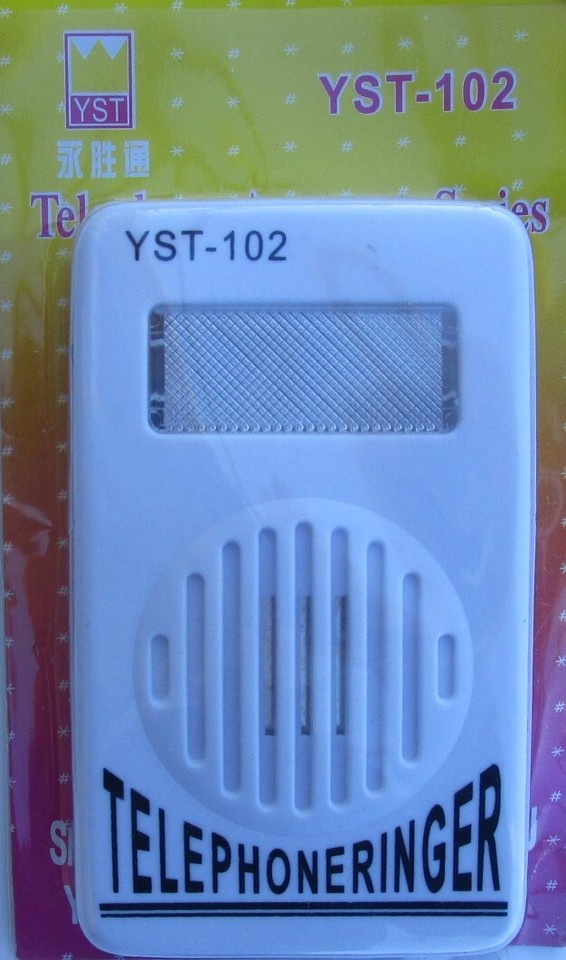 YST
永胜通
YST-102
YST-102
TELEPHONERINGER